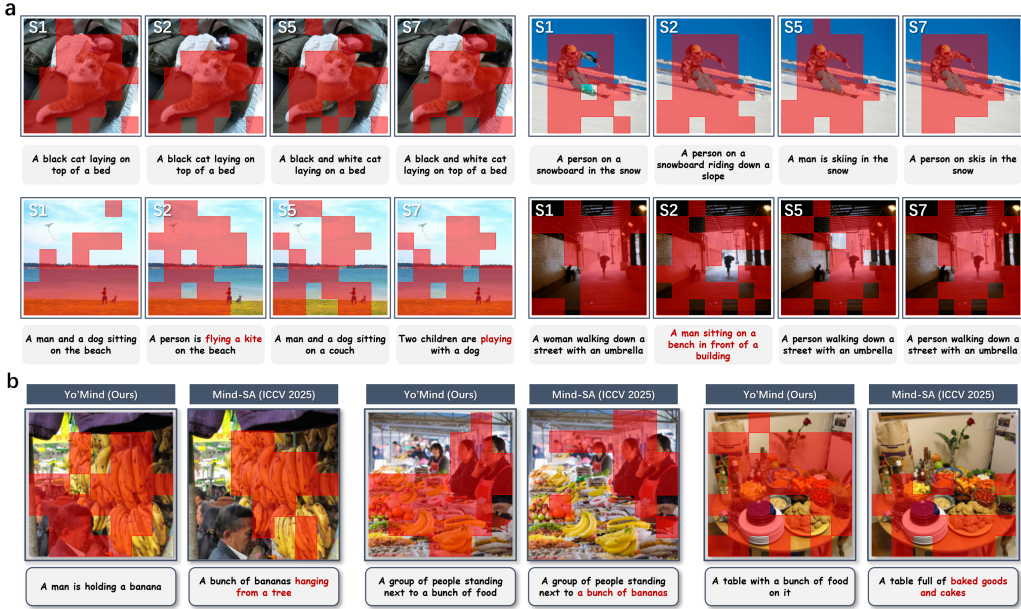 a
S1
S2
S5
S7
S1
S2
S5
S7
A black cat laying on
top of a bed
A black cat laying on
top of a bed
A black and white cat
laying on a bed
A black and white cat
laying on top of a bed
A person on a
snowboard in the snow
A person on a
snowboard riding down a
slope
A man is skiing in the
snow
A person on skis in the
snow
S1
S2
S5
S7
S1
S2
S5
S7
A man and a dog sitting
on the beach
A person is flying a kite
on the beach
A man and a dog sitting
on a couch
Two children are playing
with a dog
A woman walking down a
street with an umbrella
A man sitting on a
bench in front of a
building
A person walking down a
street with an umbrella
A person walking down a
street with an umbrella
b
Yo'Mind (Ours)
Mind-SA (ICCV 2025)
Yo'Mind (Ours)
Mind-SA (ICCV 2025)
Yo'Mind (Ours)
Mind-SA (ICCV 2025)
A man is holding a banana
A bunch of bananas hanging
from a tree
A group of people standing
next to a bunch of food
A group of people standing
next to a bunch of bananas
A table with a bunch of food
on it
A table full of baked goods
and cakes